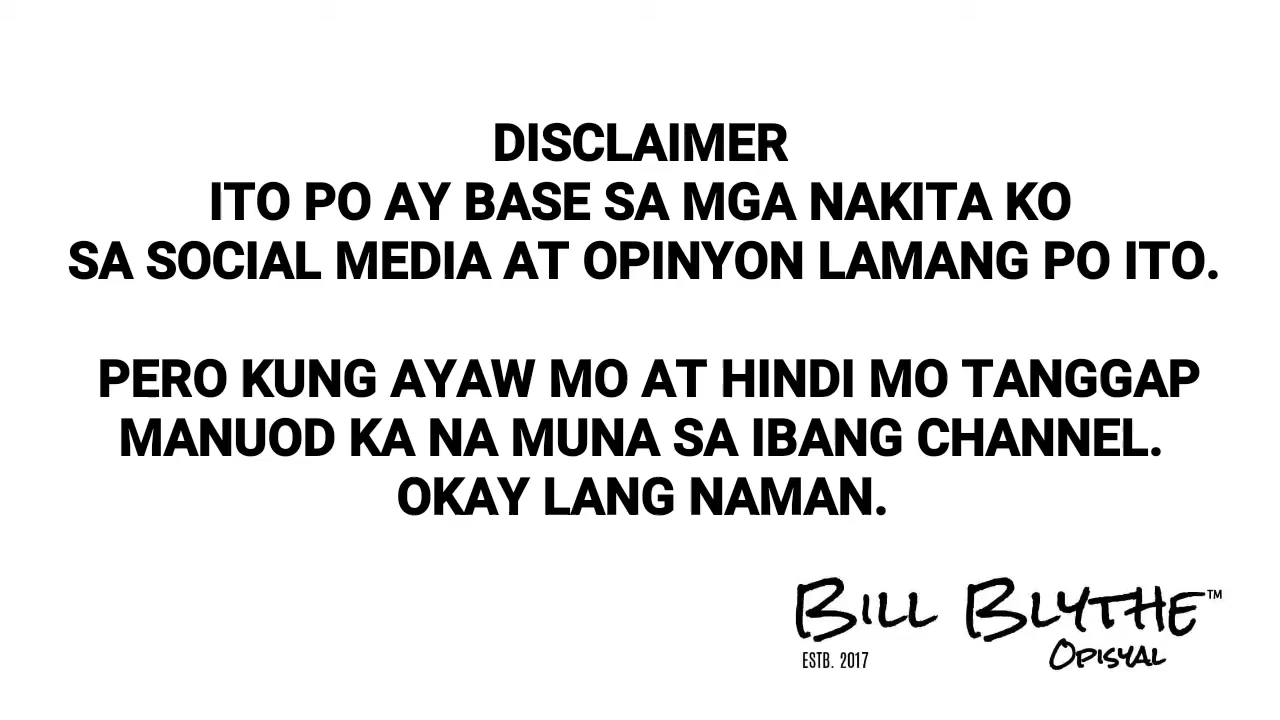 DISCLAIMER
ITO PO AY BASE SA MGA NAKITA KO
SA SOCIAL MEDIA AT OPINYON LAMANG PO ITO.
PERO KUNG AYAW MO AT HINDI MO TANGGAP
MANUOD KA NA MUNA SA IBANG CHANNEL.
OKAY LANG NAMAN.
BILL BLYTHE™
ESTB. 2017 OPISYAL